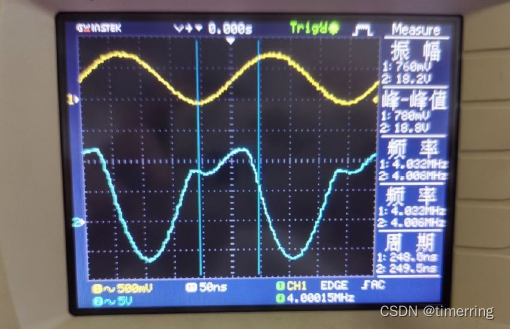 GWINSTEK 0.000s Trig'd Measure
振 幅
1: 760mV
2: 18.2V
峰-峰值
1: 780mV
2: 18.8V
频 率
1: 4.032MHz
2: 4.006MHz
频 率
1: 4.032MHz
2: 4.006MHz
周 期
1: 248.0ns
2: 249.5ns
1 500mV 50ns CH1 EDGE AC
2 5V 4.00015MHz
CSDN @timerring